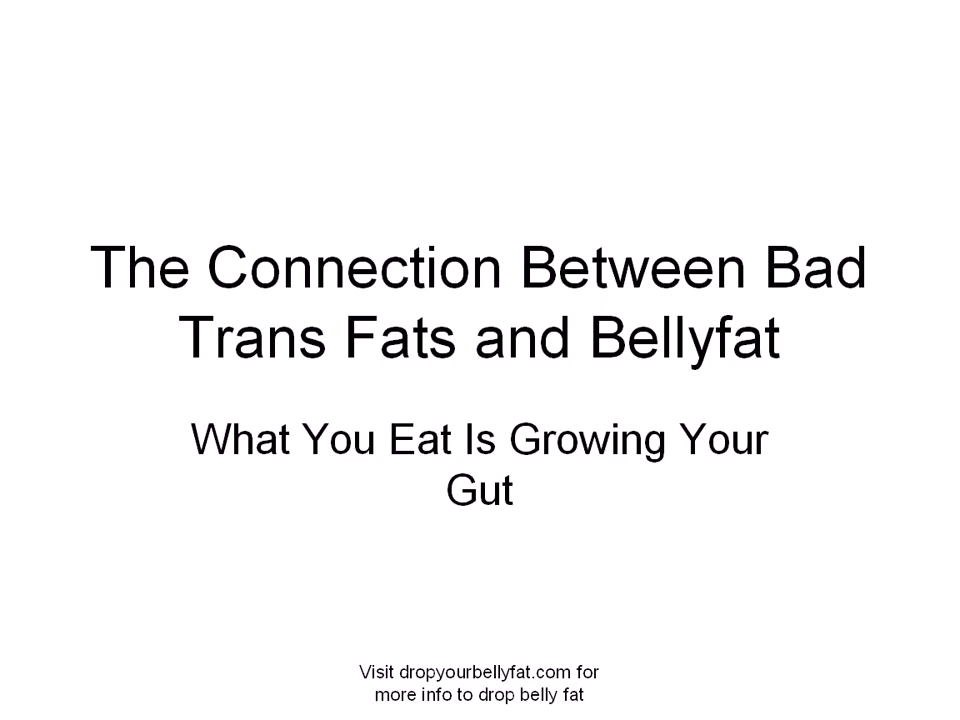 The Connection Between Bad
Trans Fats and Bellyfat
What You Eat Is Growing Your
Gut
Visit dropyourbellyfat.com for
more info to drop belly fat